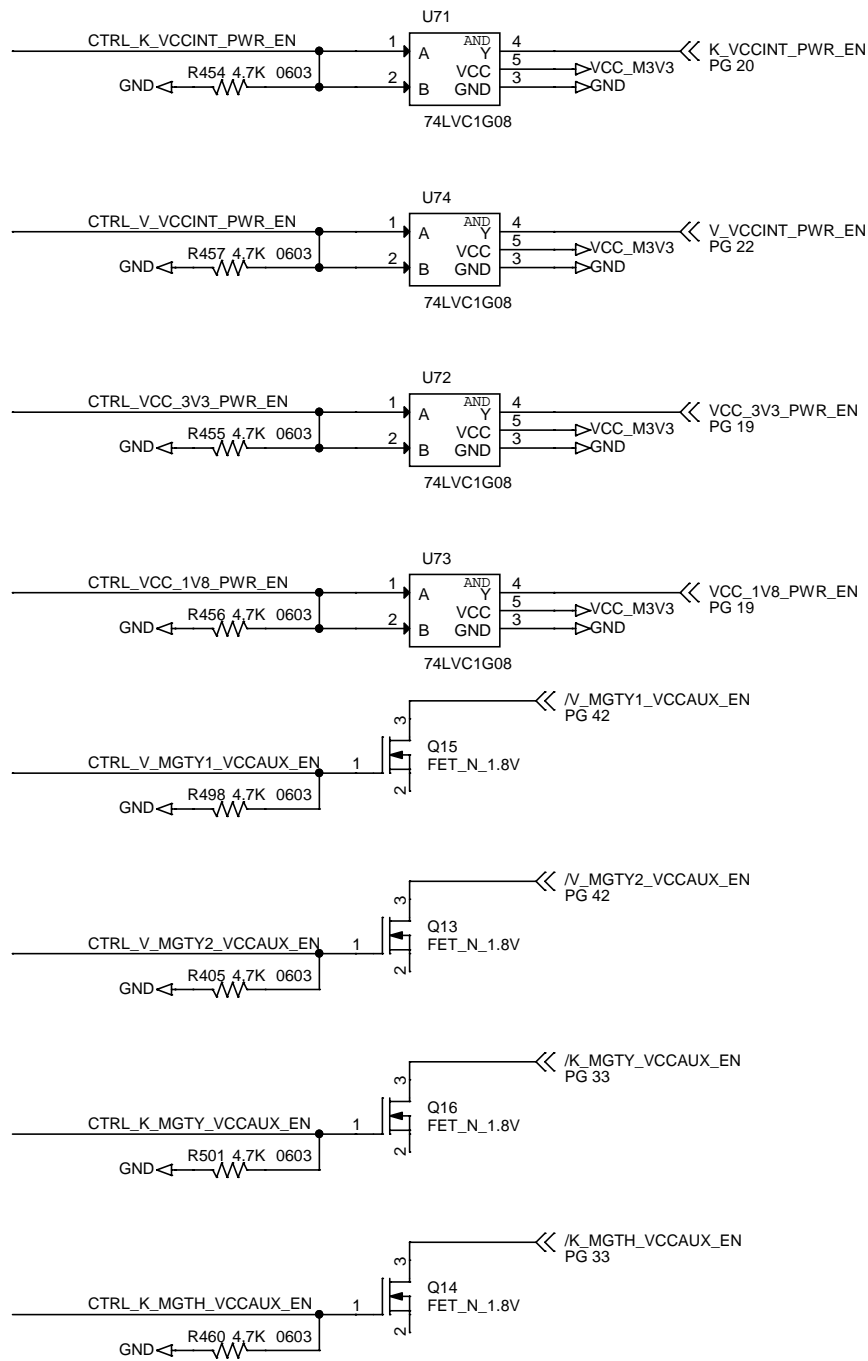 U71
CTRL_K_VCCINT_PWR_EN 1 A AND Y 4 K_VCCINT_PWR_EN
PG 20
VCC 5 VCC_M3V3
GND R454 4.7K 0603 2 B GND 3 GND
74LVC1G08
U74
CTRL_V_VCCINT_PWR_EN 1 A AND Y 4 V_VCCINT_PWR_EN
PG 22
VCC 5 VCC_M3V3
GND R457 4.7K 0603 2 B GND 3 GND
74LVC1G08
U72
CTRL_VCC_3V3_PWR_EN 1 A AND Y 4 VCC_3V3_PWR_EN
PG 19
VCC 5 VCC_M3V3
GND R455 4.7K 0603 2 B GND 3 GND
74LVC1G08
U73
CTRL_VCC_1V8_PWR_EN 1 A AND Y 4 VCC_1V8_PWR_EN
PG 19
VCC 5 VCC_M3V3
GND R456 4.7K 0603 2 B GND 3 GND
74LVC1G08
/V_MGTY1_VCCAUX_EN
PG 42
3
Q15
CTRL_V_MGTY1_VCCAUX_EN 1 FET_N_1.8V
2
GND R498 4.7K 0603
/V_MGTY2_VCCAUX_EN
PG 42
3
Q13
CTRL_V_MGTY2_VCCAUX_EN 1 FET_N_1.8V
2
GND R405 4.7K 0603
/K_MGTY_VCCAUX_EN
PG 33
3
Q16
CTRL_K_MGTY_VCCAUX_EN 1 FET_N_1.8V
2
GND R501 4.7K 0603
/K_MGTH_VCCAUX_EN
PG 33
3
Q14
CTRL_K_MGTH_VCCAUX_EN 1 FET_N_1.8V
2
GND R460 4.7K 0603